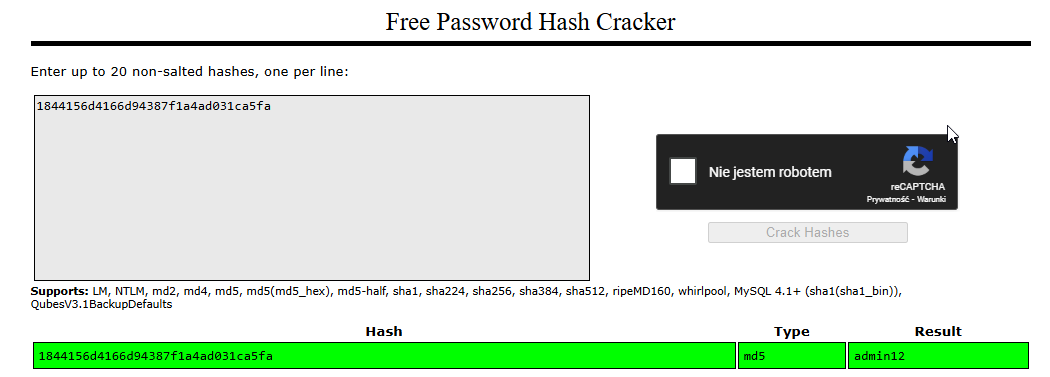 Free Password Hash Cracker
Enter up to 20 non-salted hashes, one per line:
1844156d4166d94387f1a4ad031ca5fa
Nie jestem robotem
reCAPTCHA
Prywatność - Warunki
Crack Hashes
Supports: LM, NTLM, md2, md4, md5, md5(md5_hex), md5-half, sha1, sha224, sha256, sha384, sha512, ripeMD160, whirlpool, MySQL 4.1+ (sha1(sha1_bin)),
QubesV3.1BackupDefaults
Hash Type Result
1844156d4166d94387f1a4ad031ca5fa md5 admin12